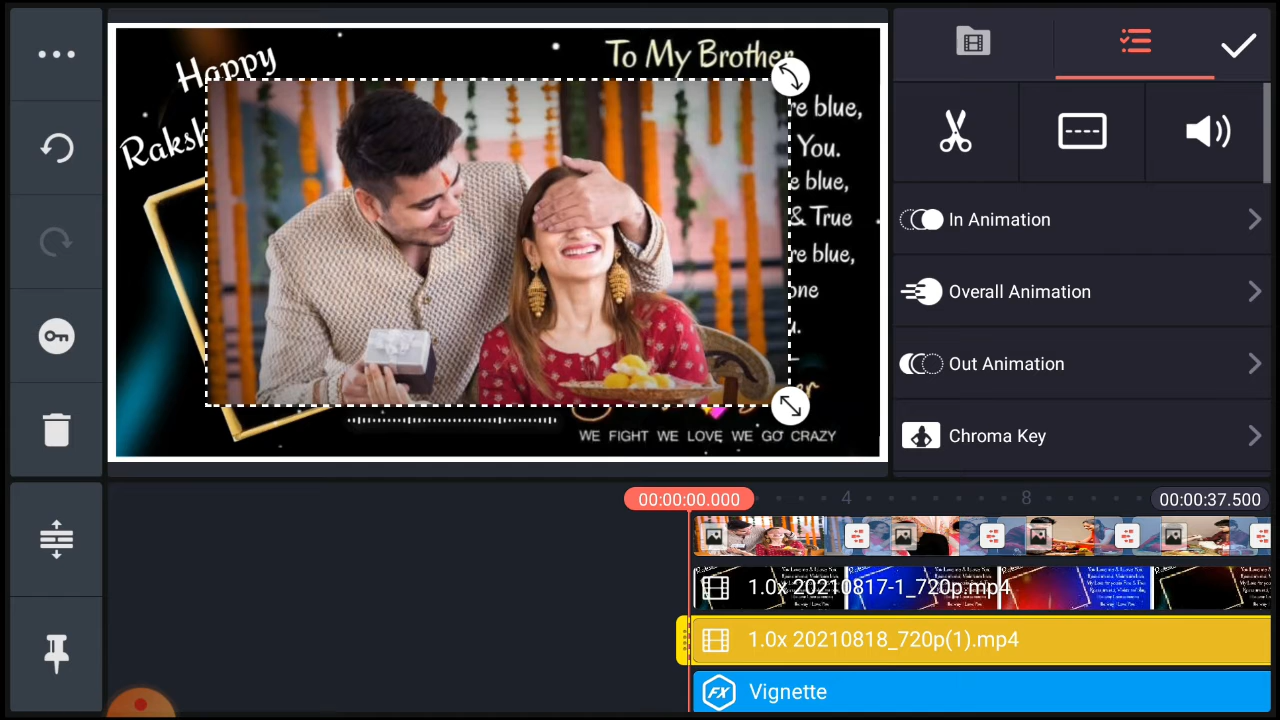 Happy
To My Brother
Raksh
re blue,
You.
e blue,
& True
re blue,
one
u.
er
WE FIGHT WE LOVE WE GO CRAZY
In Animation
Overall Animation
Out Animation
Chroma Key
00:00:00.000
4
8
00:00:37.500
1.0x 20210817-1_720p.mp4
1.0x 20210818_720p(1).mp4
FX Vignette